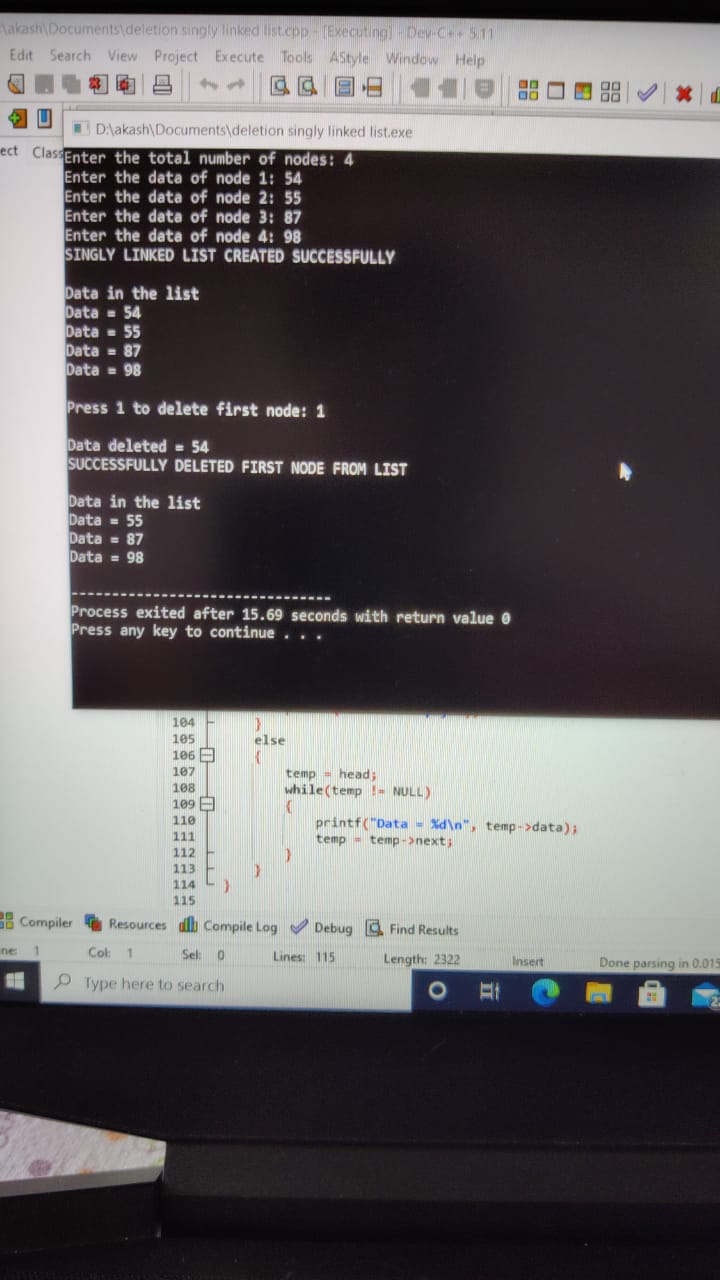 \akash\Documents\deletion singly linked list.cpp - [Executing] - Dev-C++ 5.11
Edit Search View Project Execute Tools AStyle Window Help
D:\akash\Documents\deletion singly linked list.exe
ect Class
Enter the total number of nodes: 4
Enter the data of node 1: 54
Enter the data of node 2: 55
Enter the data of node 3: 87
Enter the data of node 4: 98
SINGLY LINKED LIST CREATED SUCCESSFULLY
Data in the list
Data = 54
Data = 55
Data = 87
Data = 98
Press 1 to delete first node: 1
Data deleted = 54
SUCCESSFULLY DELETED FIRST NODE FROM LIST
Data in the list
Data = 55
Data = 87
Data = 98
--------------------------------
Process exited after 15.69 seconds with return value 0
Press any key to continue . . .
104 }
105 else
106 {
107 temp = head;
108 while(temp != NULL)
109 {
110 printf("Data = %d\n", temp->data);
111 temp = temp->next;
112 }
113 }
114 }
115
Compiler Resources Compile Log Debug Find Results
ne: 1 Col: 1 Sel: 0 Lines: 115 Length: 2322 Insert Done parsing in 0.015
Type here to search